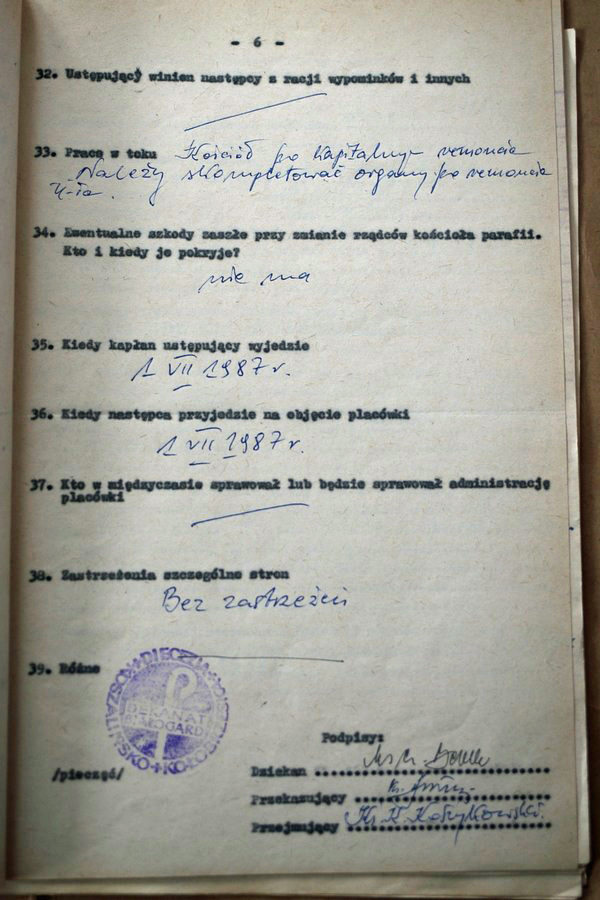 - 6 -
32. Ustępujący winien następcy z racji wypominków i innych
33. Prace w toku Kościół po kapitalnym remoncie
Należy skompletować organy po remoncie
34. Ewentualne szkody zaszłe przy zmianie rządców kościoła parafii.
Kto i kiedy je pokryje?
nie ma
35. Kiedy kapłan ustępujący wyjedzie
1 VII 1987 r.
36. Kiedy następca przyjedzie na objęcie placówki
1 VII 1987 r.
37. Kto w międzyczasie sprawował lub będzie sprawował administrację
placówki
38. Zastrzeżenia szczególne stron
Bez zastrzeżeń
39. Różne
DIECEZJA KOSZALIŃSKO KOŁOBRZESKA
DEKANAT
BIAŁOGARD
/pieczęć/
Podpisy:
Dziekan
Przekazujący
Przejmujący Ks. K.